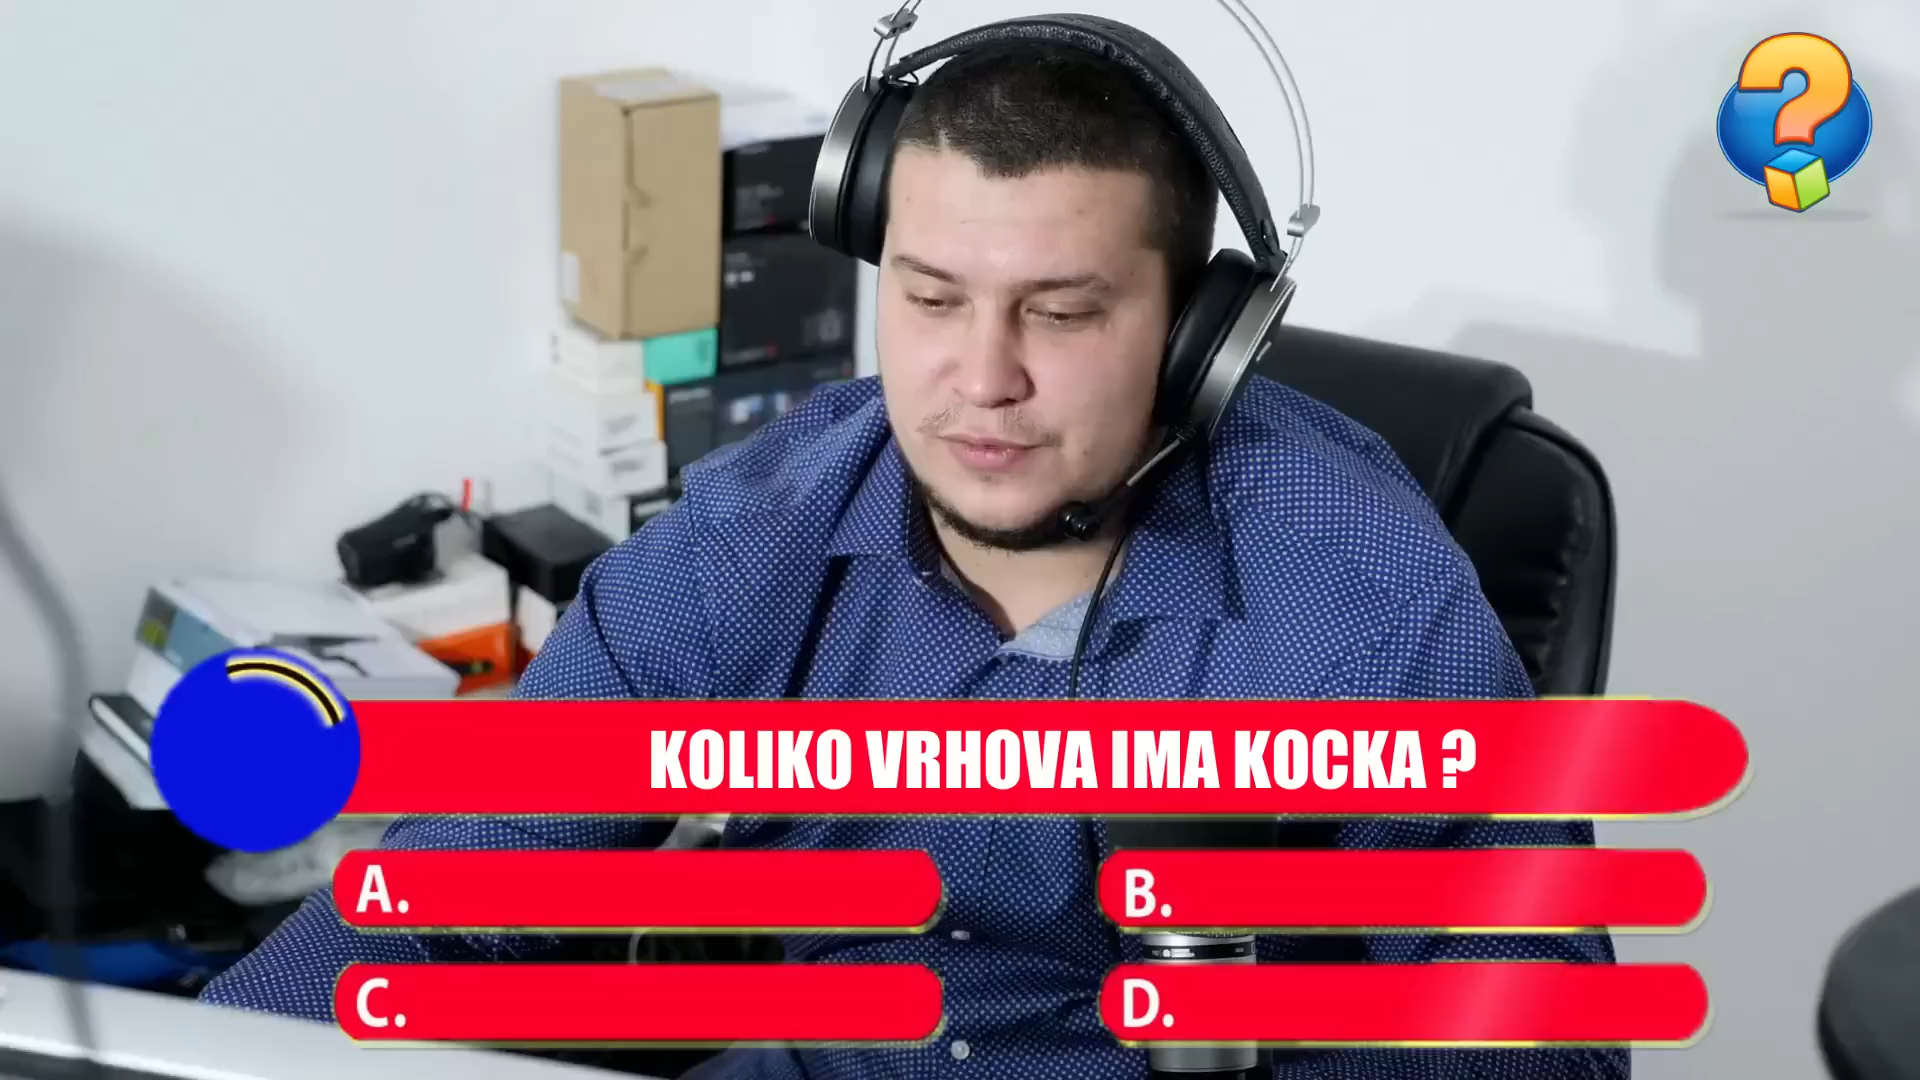 KOLIKO VRHOVA IMA KOCKA ?
A.
B.
C.
D.